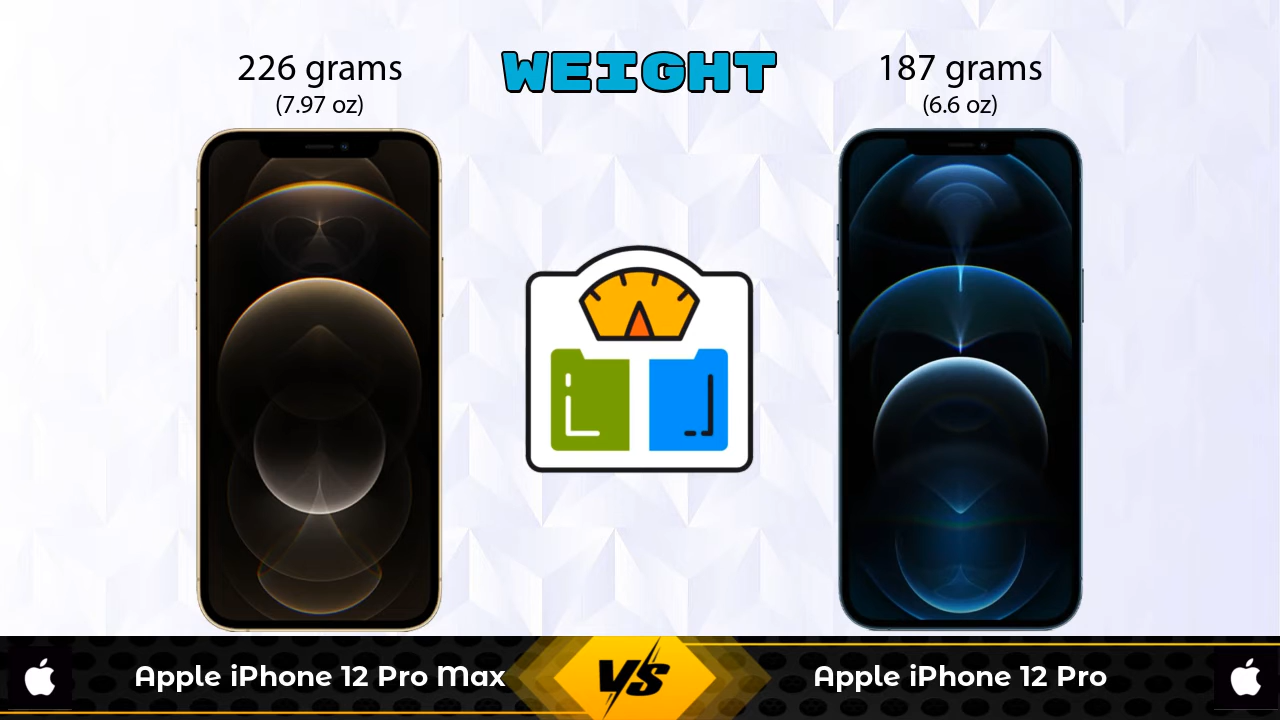 WEIGHT
226 grams
(7.97 oz)
187 grams
(6.6 oz)
Apple iPhone 12 Pro Max
VS
Apple iPhone 12 Pro